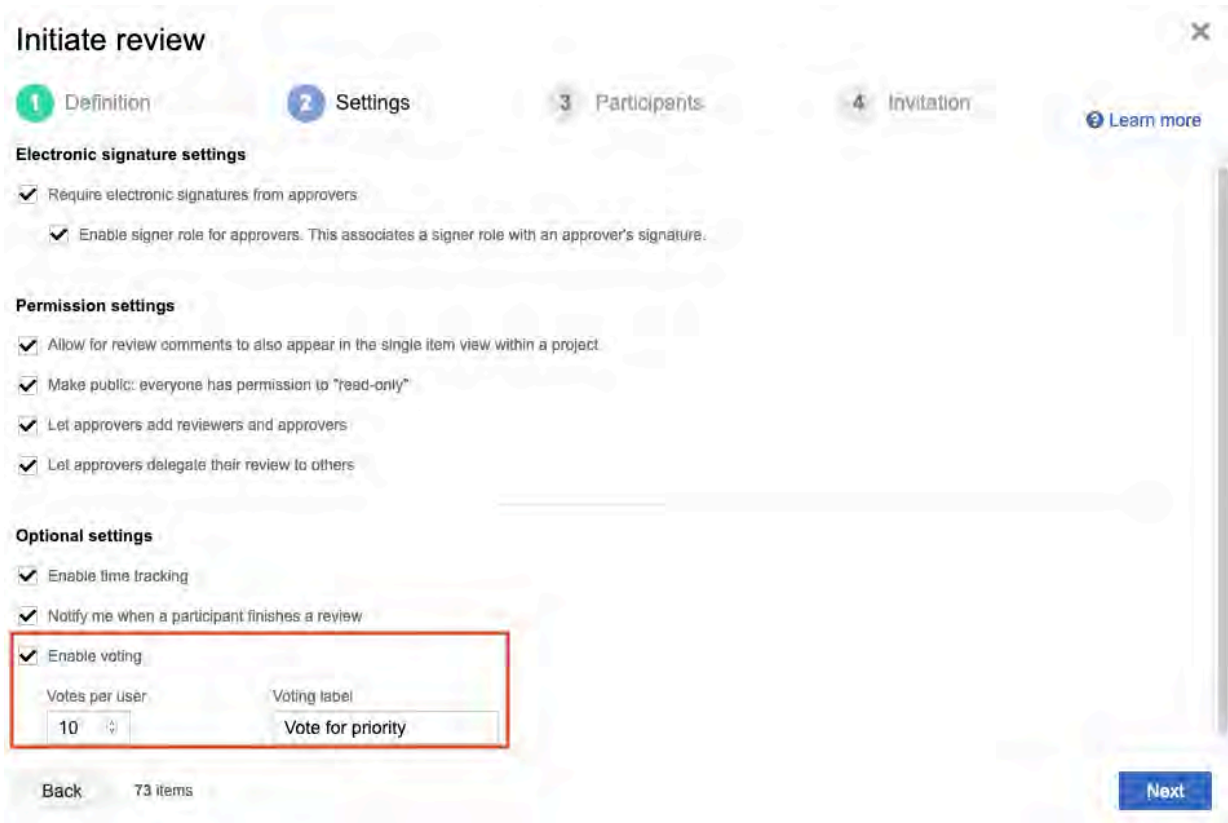 Initiate review
1 Definition 2 Settings 3 Participants 4 Invitation
Learn more
Electronic signature settings
Require electronic signatures from approvers
Enable signer role for approvers. This associates a signer role with an approver's signature.
Permission settings
Allow for review comments to also appear in the single item view within a project
Make public: everyone has permission to "read-only"
Let approvers add reviewers and approvers
Let approvers delegate their review to others
Optional settings
Enable time tracking
Notify me when a participant finishes a review
Enable voting
Votes per user Voting label
10 Vote for priority
Back 73 items Next